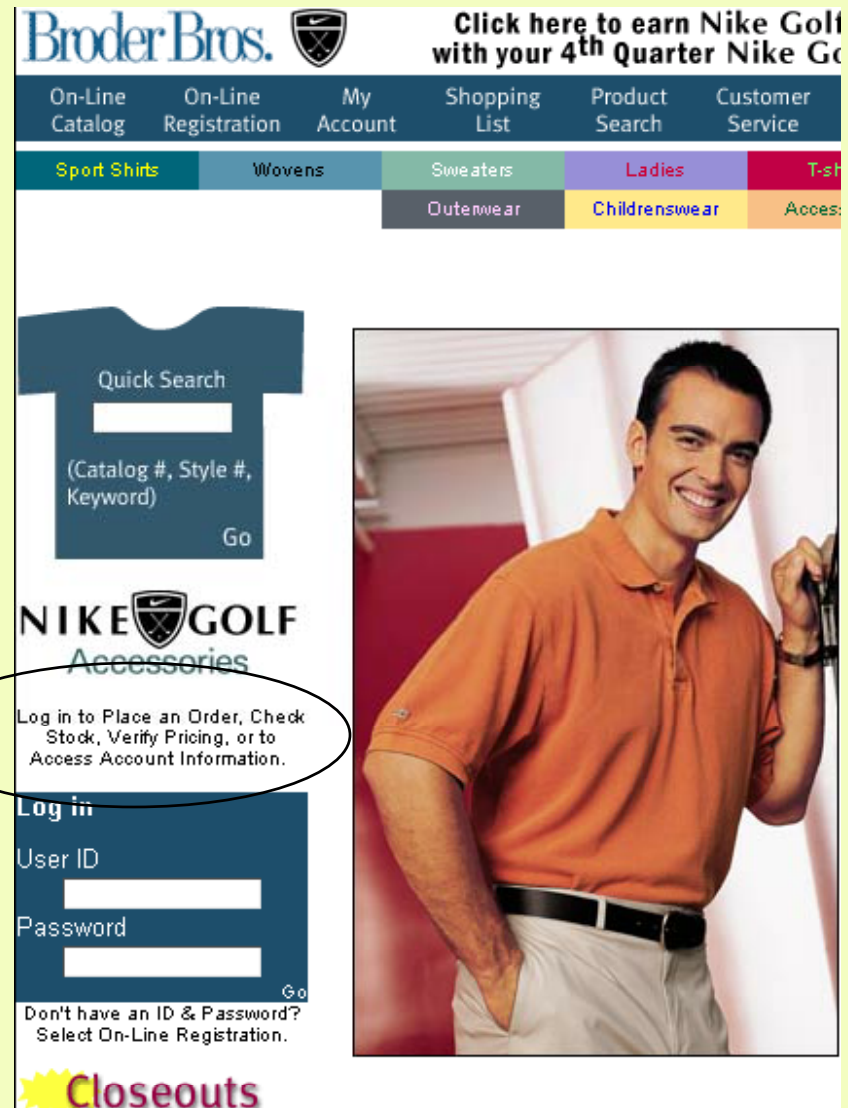 Broder Bros.
Click here to earn Nike Golf
with your 4th Quarter Nike Go
On-Line Catalog
On-Line Registration
My Account
Shopping List
Product Search
Customer Service
Sport Shirts
Wovens
Sweaters
Ladies
T-sh
Outerwear
Childrenswear
Acces
Quick Search
(Catalog #, Style #,
Keyword)
Go
NIKE GOLF
Accessories
Log in to Place an Order, Check
Stock, Verify Pricing, or to
Access Account Information.
Log in
User ID
Password
Go
Don't have an ID & Password?
Select On-Line Registration.
Closeouts